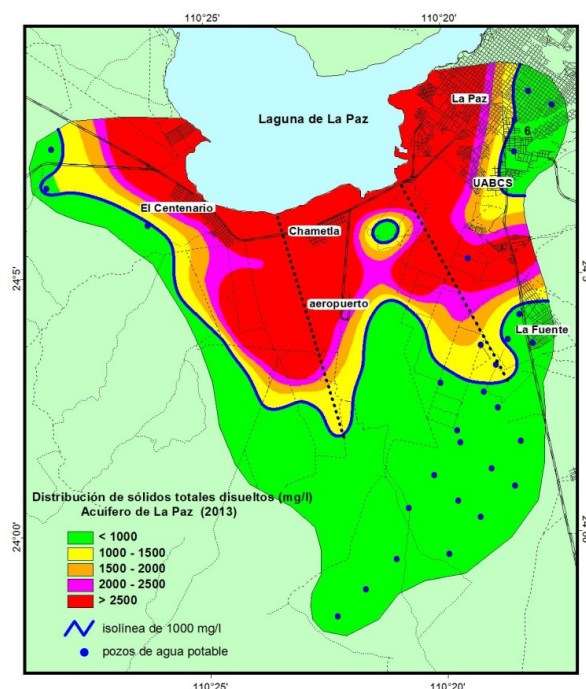 110°25'
110°20'
Laguna de La Paz
La Paz
6
UABCS
El Centenario
Chametla
24°5'
aeropuerto
La Fuente
Distribución de sólidos totales disueltos (mg/l)
Acuífero de La Paz (2013)
< 1000
1000 - 1500
1500 - 2000
2000 - 2500
> 2500
isolínea de 1000 mg/l
pozos de agua potable
24°00'
110°25'
110°20'